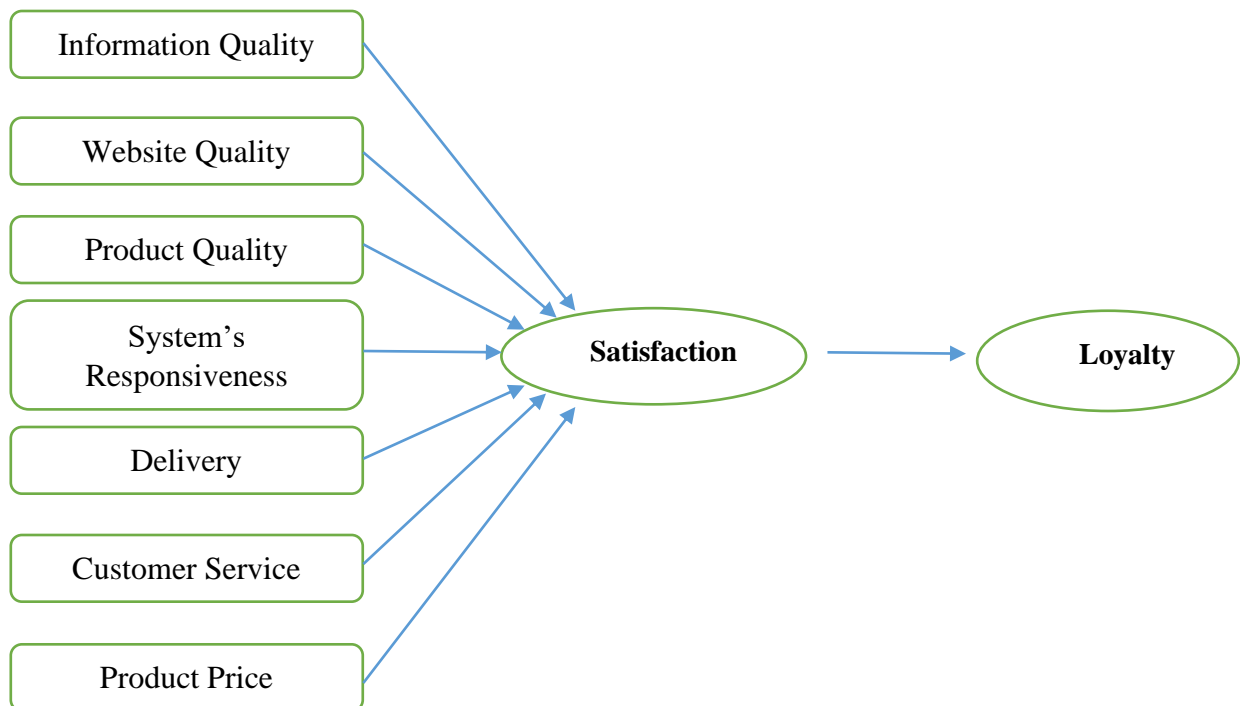 Information Quality
Website Quality
Product Quality
System’s
Responsiveness
Delivery
Customer Service
Product Price
Satisfaction
Loyalty